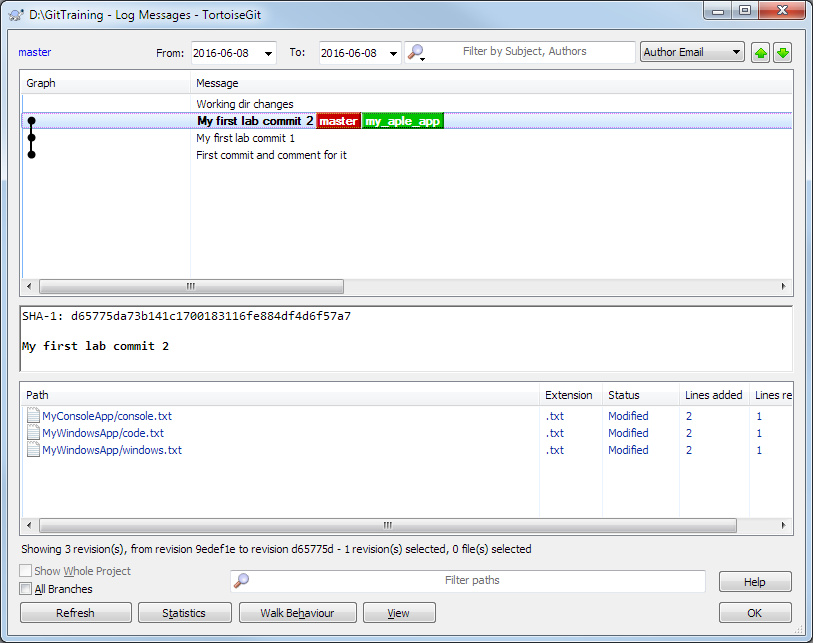 D:\GitTraining - Log Messages - TortoiseGit
master From: 2016-06-08 To: 2016-06-08 Filter by Subject, Authors Author Email
Graph Message
Working dir changes
My first lab commit 2 master my_aple_app
My first lab commit 1
First commit and comment for it
SHA-1: d65775da73b141c1700183116fe884df4d6f57a7
My first lab commit 2
Path Extension Status Lines added Lines re
MyConsoleApp/console.txt .txt Modified 2 1
MyWindowsApp/code.txt .txt Modified 2 1
MyWindowsApp/windows.txt .txt Modified 2 1
Showing 3 revision(s), from revision 9edef1e to revision d65775d - 1 revision(s) selected, 0 file(s) selected
Show Whole Project
Filter paths Help
All Branches
Refresh Statistics Walk Behaviour View OK